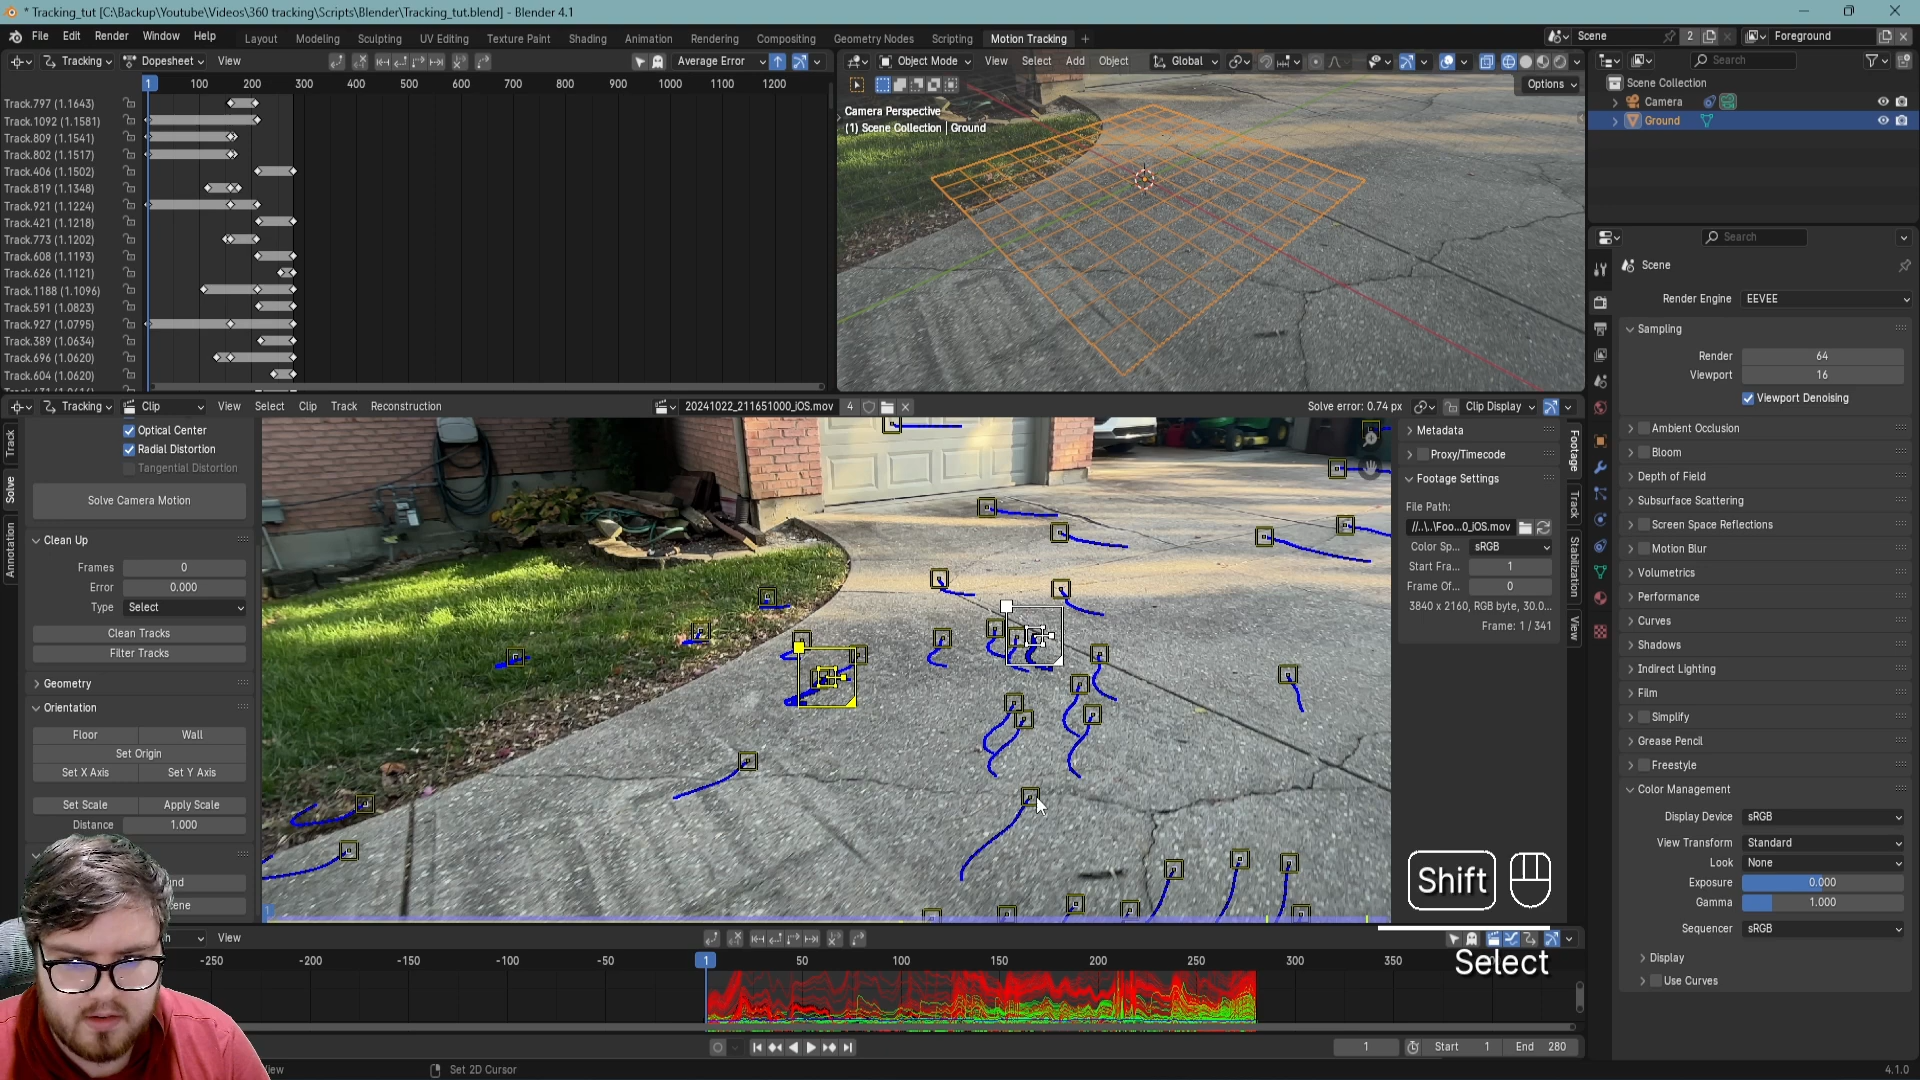 * Tracking_tut [C:\Backup\Youtube\Videos\360 tracking\Scripts\Blender\Tracking_tut.blend] - Blender 4.1
File Edit Render Window Help Layout Modeling Sculpting UV Editing Texture Paint Shading Animation Rendering Compositing Geometry Nodes Scripting Motion Tracking + Scene 2 Foreground
Tracking Dopesheet View Average Error
1 100 200 300 400 500 600 700 800 900 1000 1100 1200
Track.797 (1.1643)
Track.1092 (1.1581)
Track.809 (1.1541)
Track.802 (1.1517)
Track.406 (1.1502)
Track.819 (1.1348)
Track.921 (1.1224)
Track.421 (1.1218)
Track.773 (1.1202)
Track.608 (1.1193)
Track.626 (1.1121)
Track.1188 (1.1096)
Track.591 (1.0823)
Track.927 (1.0795)
Track.389 (1.0634)
Track.696 (1.0620)
Track.604 (1.0620)
Object Mode View Select Add Object Global
Options
Camera Perspective
(1) Scene Collection | Ground
Search
Scene Collection
Camera
Ground
Tracking Clip View Select Clip Track Reconstruction 20241022_211651000_iOS.mov 4 Solve error: 0.74 px Clip Display
Track
Solve
Annotation
Optical Center
Radial Distortion
Tangential Distortion
Solve Camera Motion
Clean Up
Frames 0
Error 0.000
Type Select
Clean Tracks
Filter Tracks
Geometry
Orientation
Floor Wall
Set Origin
Set X Axis Set Y Axis
Set Scale Apply Scale
Distance 1.000
Metadata
Proxy/Timecode
Footage Settings
File Path:
//..\..\Foo...0_iOS.mov
Color Sp... sRGB
Start Fra... 1
Frame Of... 0
3840 x 2160, RGB byte, 30.0...
Frame: 1 / 341
Footage
Track
Stabilization
View
Shift
Select
View
-250 -200 -150 -100 -50 1 50 100 150 200 250 300 350
1 Start 1 End 280
Set 2D Cursor
4.1.0
Search
Scene
Render Engine EEVEE
Sampling
Render 64
Viewport 16
Viewport Denoising
Ambient Occlusion
Bloom
Depth of Field
Subsurface Scattering
Screen Space Reflections
Motion Blur
Volumetrics
Performance
Curves
Shadows
Indirect Lighting
Film
Simplify
Grease Pencil
Freestyle
Color Management
Display Device sRGB
View Transform Standard
Look None
Exposure 0.000
Gamma 1.000
Sequencer sRGB
Display
Use Curves